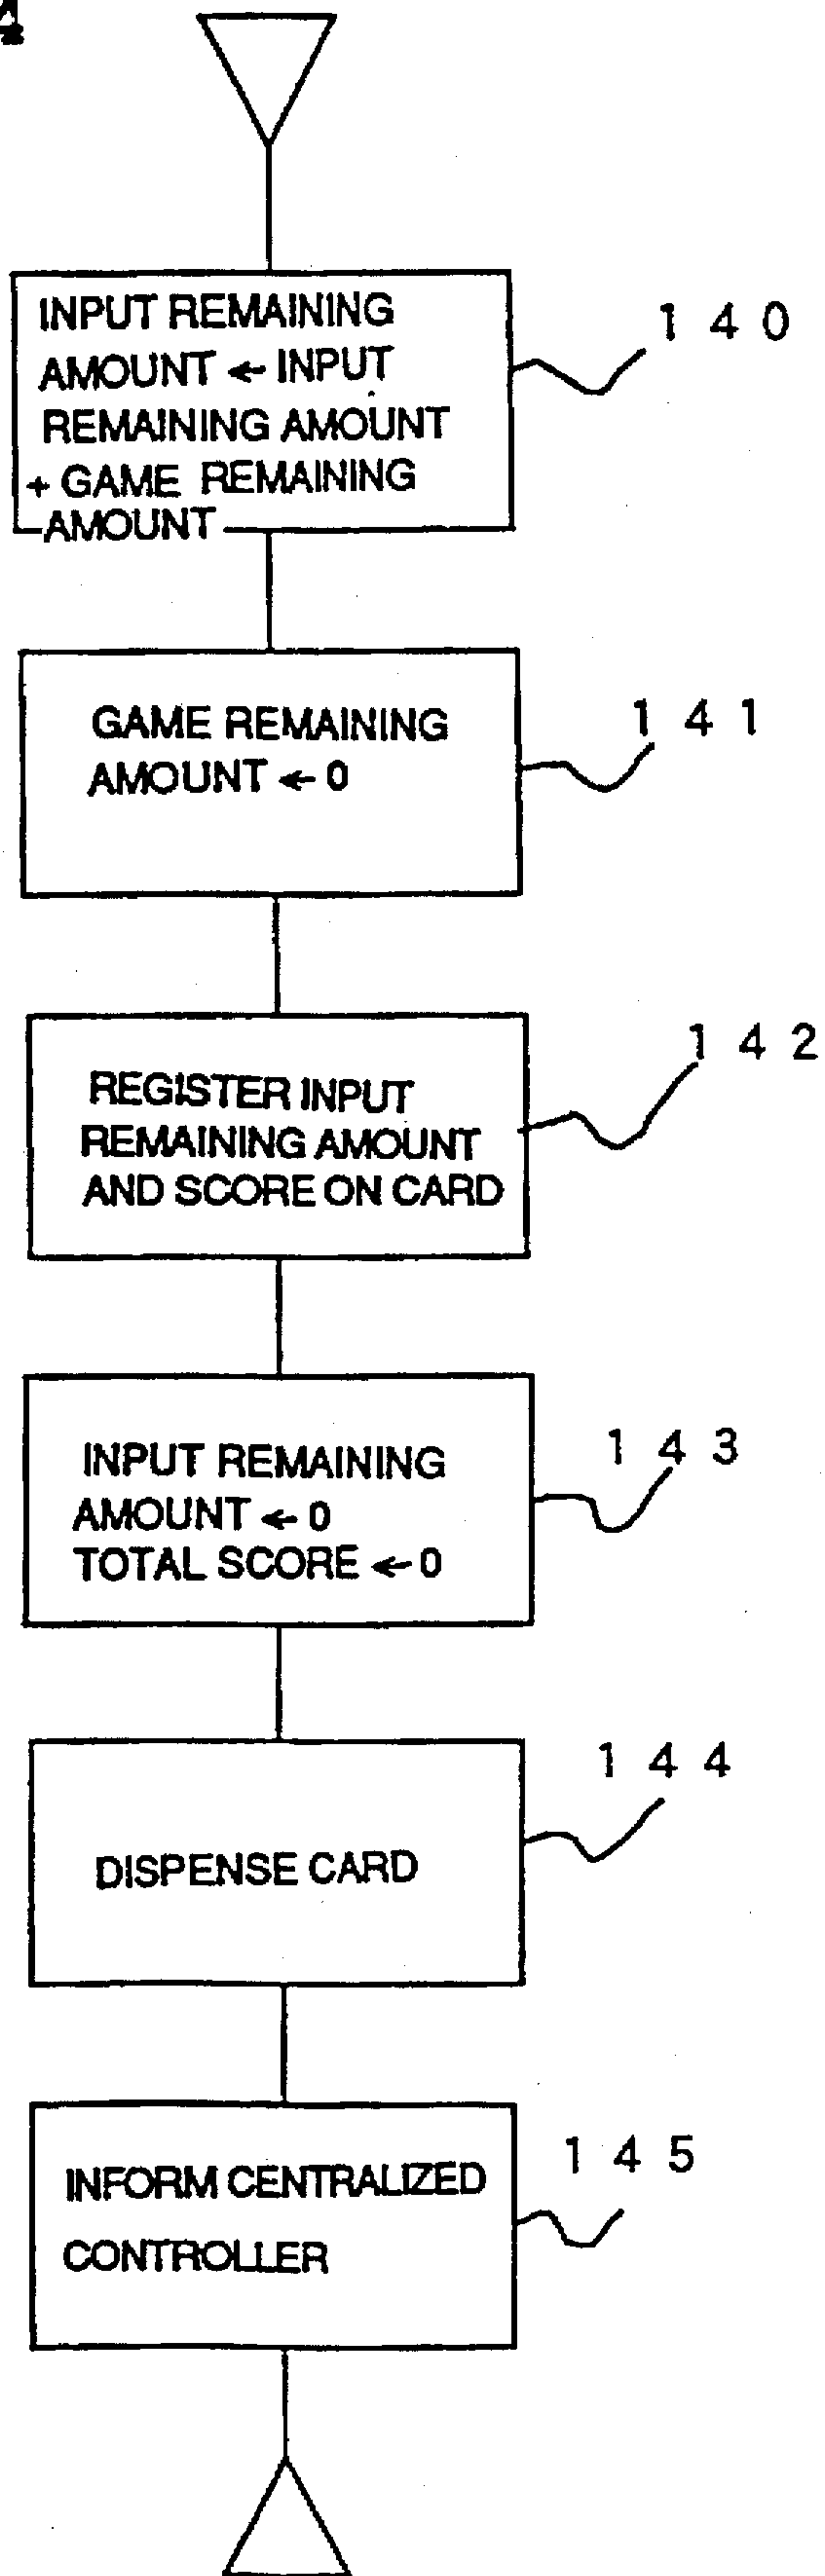 INPUT REMAINING
AMOUNT ← INPUT
REMAINING AMOUNT
+ GAME REMAINING
AMOUNT
140
GAME REMAINING
AMOUNT ← 0
141
REGISTER INPUT
REMAINING AMOUNT
AND SCORE ON CARD
142
INPUT REMAINING
AMOUNT ← 0
TOTAL SCORE ← 0
143
DISPENSE CARD
144
INFORM CENTRALIZED
CONTROLLER
145